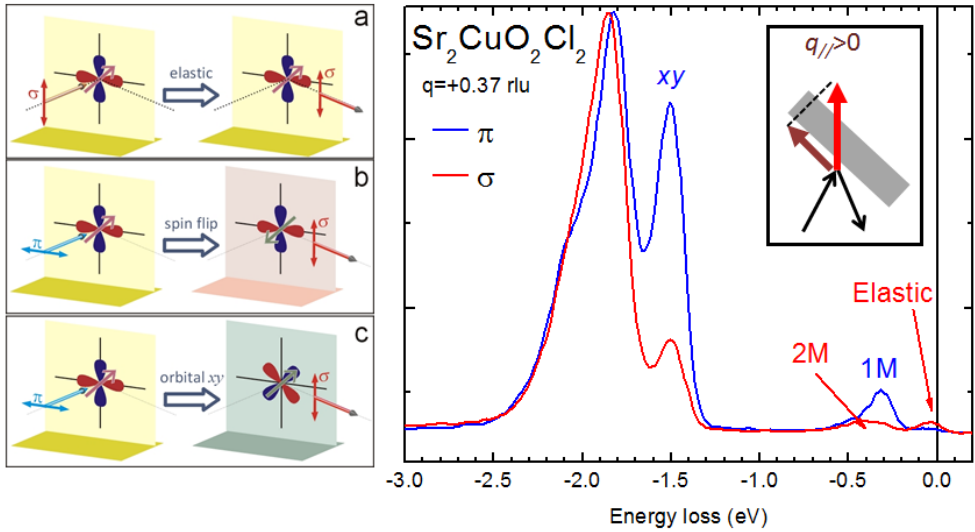 a
σ
elastic
σ
b
π
spin flip
σ
c
π
orbital xy
σ
Sr₂CuO₂Cl₂
q=+0.37 rlu
π
σ
xy
q//>0
Elastic
2M
1M
-3.0 -2.5 -2.0 -1.5 -1.0 -0.5 0.0
Energy loss (eV)